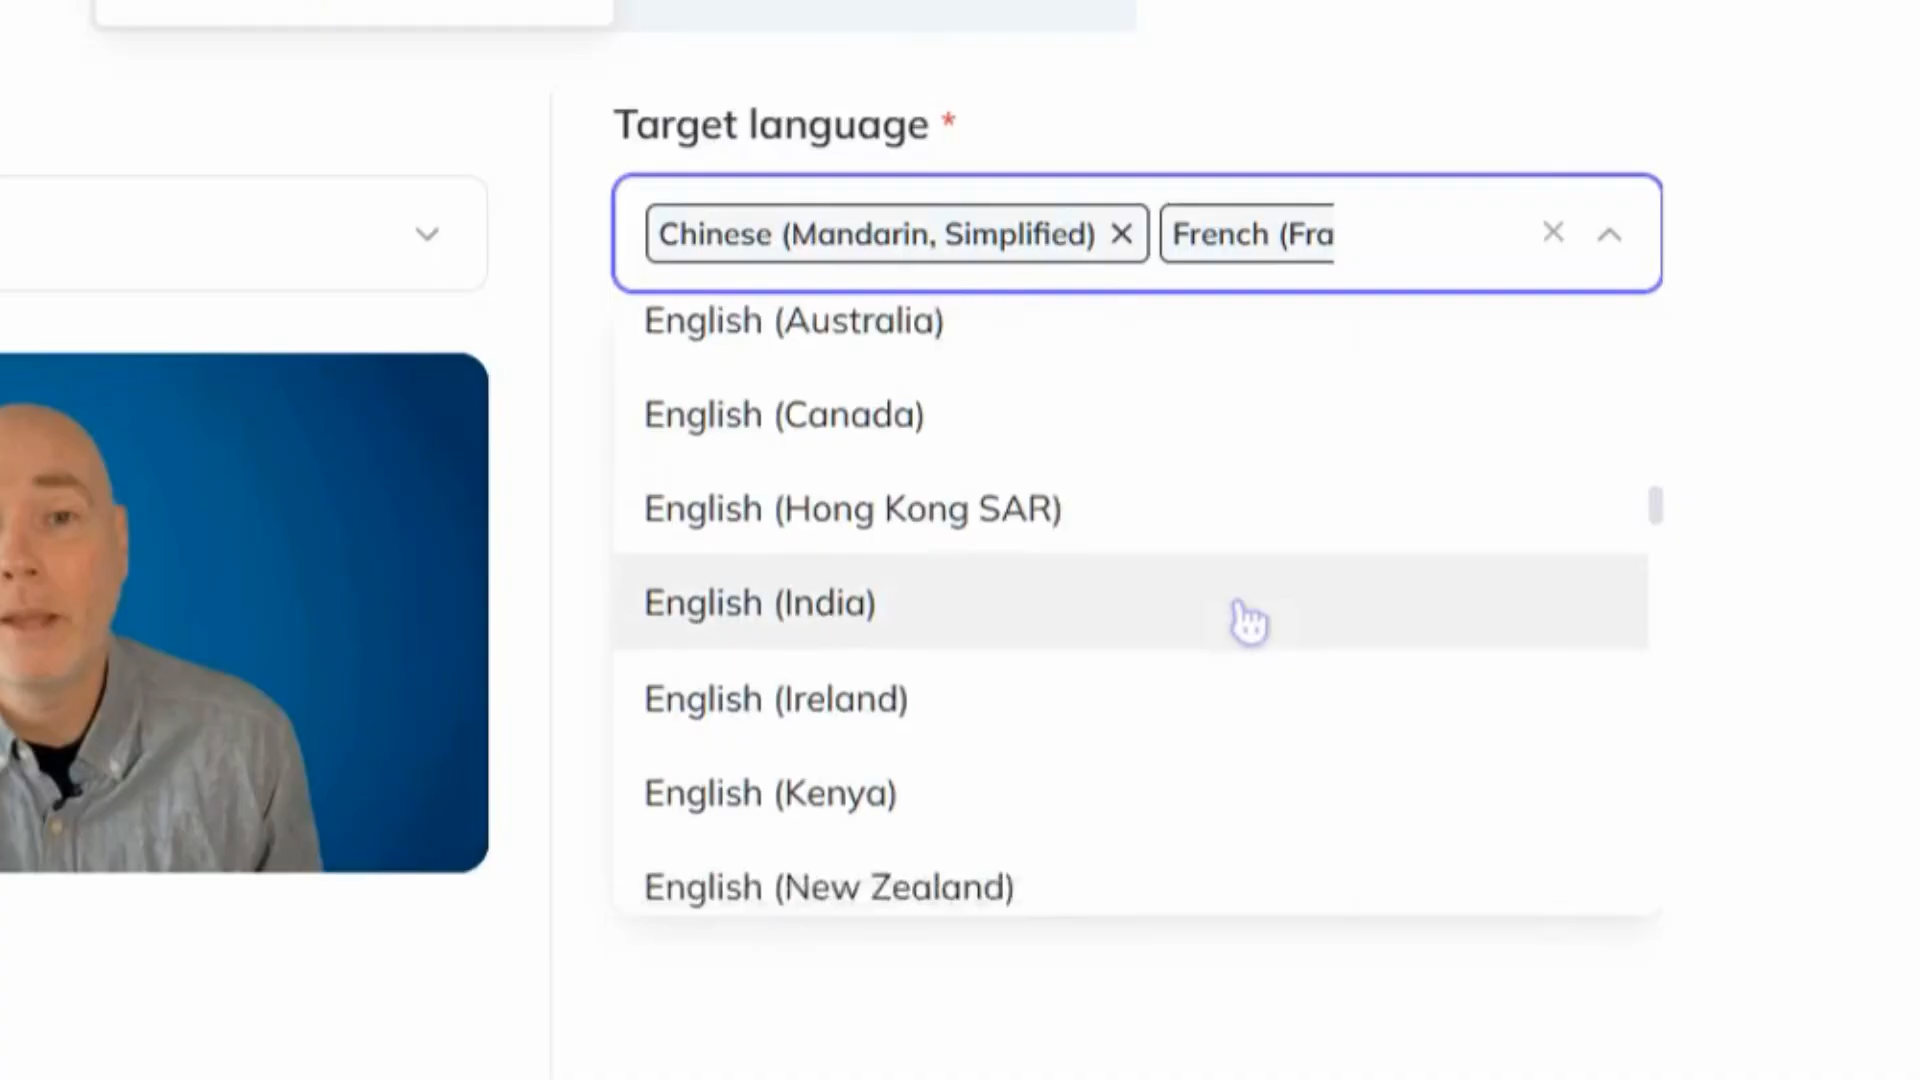 Target language *
Chinese (Mandarin, Simplified) French (Fra
English (Australia)
English (Canada)
English (Hong Kong SAR)
English (India)
English (Ireland)
English (Kenya)
English (New Zealand)